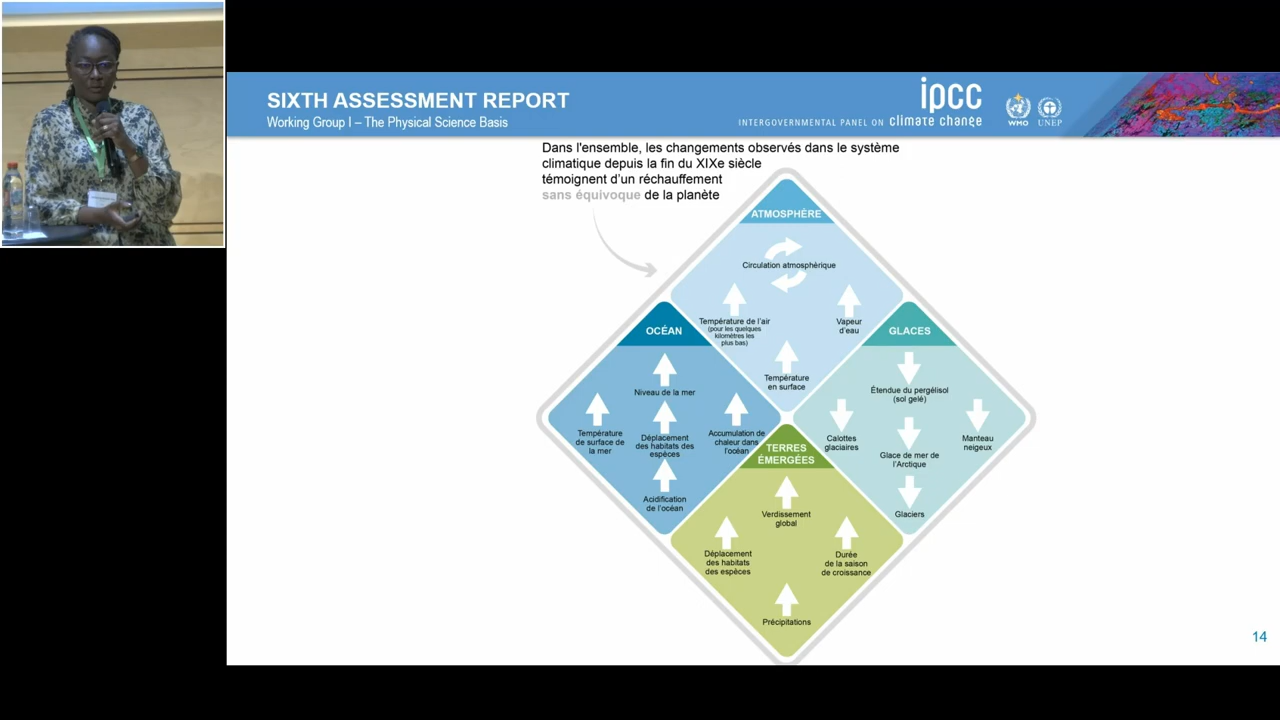 SIXTH ASSESSMENT REPORT
Working Group I – The Physical Science Basis
ipcc
INTERGOVERNMENTAL PANEL ON climate change
WMO
UNEP
Dans l'ensemble, les changements observés dans le système
climatique depuis la fin du XIXe siècle
témoignent d'un réchauffement
sans équivoque de la planète
ATMOSPHÈRE
Circulation atmosphérique
Température de l'air
(pour les quelques
kilomètres les
plus bas)
Vapeur
d'eau
Température
en surface
OCÉAN
Niveau de la mer
Température
de surface de
la mer
Déplacement
des habitats des
espèces
Accumulation de
chaleur dans
l'océan
Acidification
de l'océan
GLACES
Étendue du pergélisol
(sol gelé)
Calottes
glaciaires
Glace de mer de
l'Arctique
Manteau
neigeux
Glaciers
TERRES
ÉMERGÉES
Verdissement
global
Déplacement
des habitats
des espèces
Durée
de la saison
de croissance
Précipitations
14